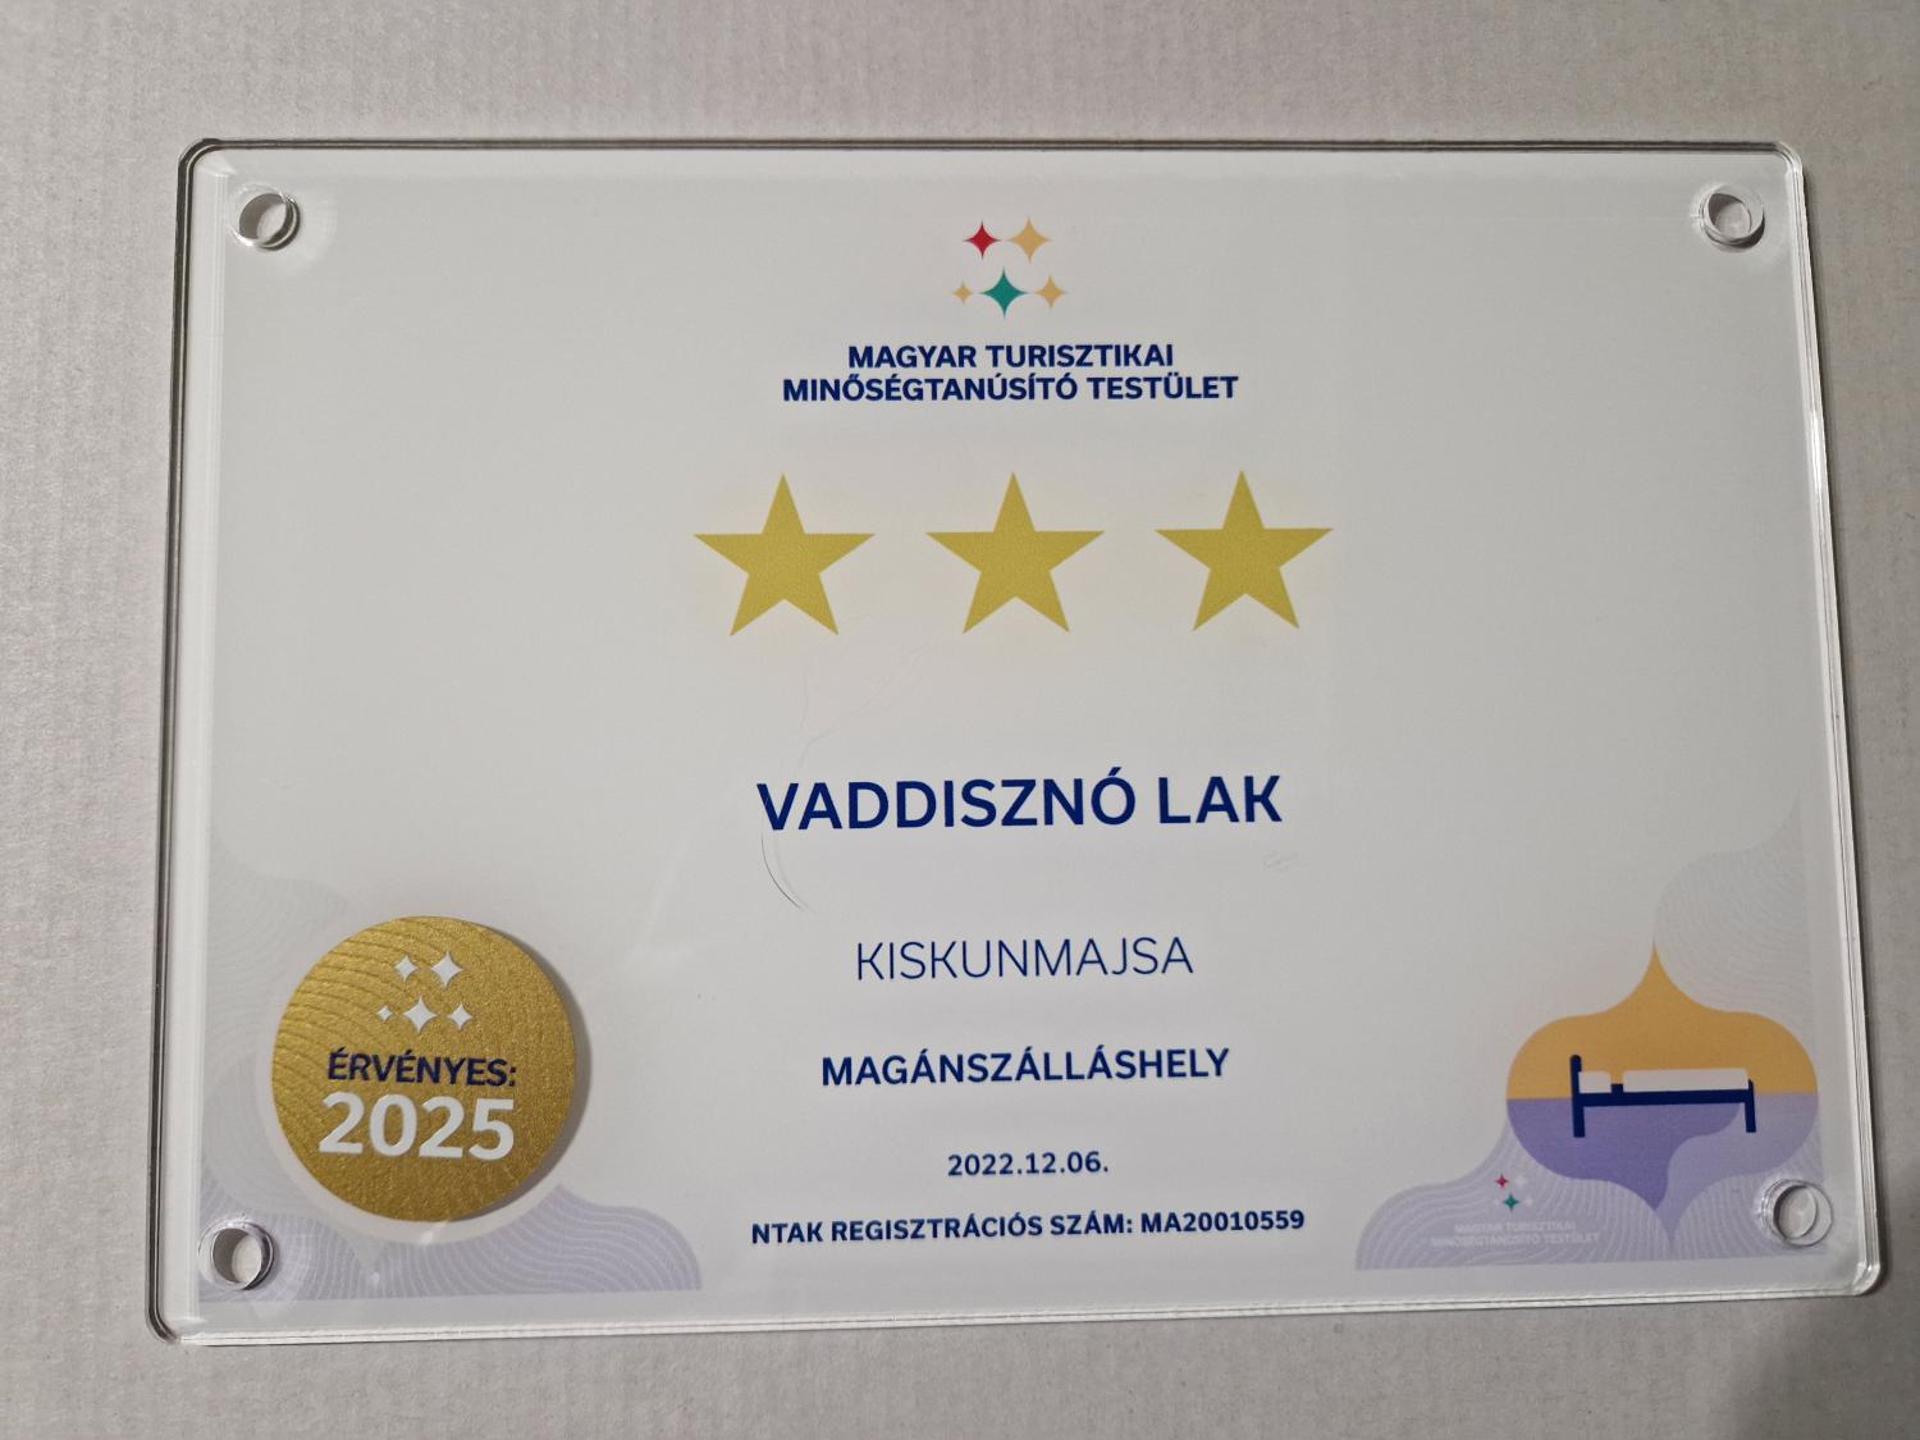 MAGYAR TURISZTIKAI
MINŐSÉGTANÚSÍTÓ TESTÜLET
VADDISZNÓ LAK
KISKUNMAJSA
MAGÁNSZÁLLÁSHELY
2022.12.06.
NTAK REGISZTRÁCIÓS SZÁM: MA20010559
ÉRVÉNYES:
2025
MAGYAR TURISZTIKAI
MINŐSÉGTANÚSÍTÓ TESTÜLET